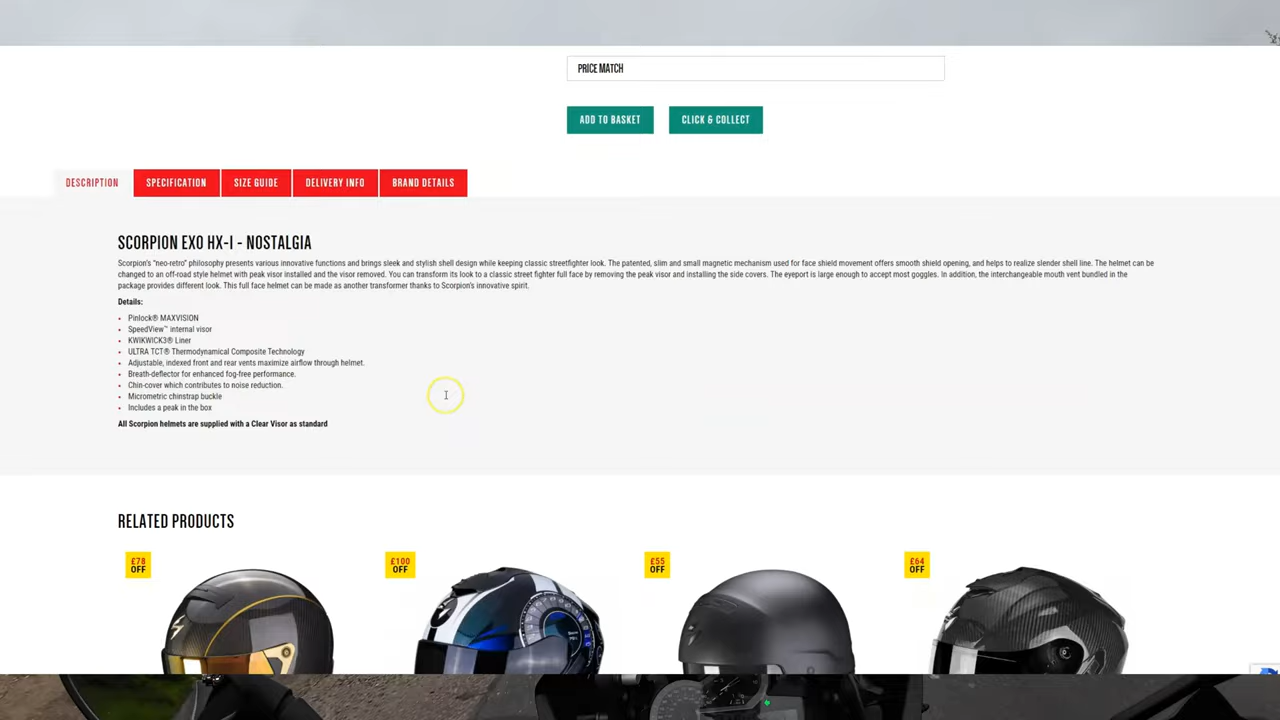 PRICE MATCH
ADD TO BASKET
CLICK & COLLECT
DESCRIPTION
SPECIFICATION
SIZE GUIDE
DELIVERY INFO
BRAND DETAILS
SCORPION EXO HX-1 - NOSTALGIA
Scorpion's “neo-retro” philosophy presents various innovative functions and brings sleek and stylish shell design while keeping classic streetfighter look. The patented, slim and small magnetic mechanism used for face shield movement offers smooth shield opening, and helps to realize slender shell line. The helmet can be
changed to an off-road style helmet with peak visor installed and the visor removed. You can transform its look to a classic street fighter full face by removing the peak visor and installing the side covers. The eyeport is large enough to accept most goggles. In addition, the interchangeable mouth vent bundled in the
package provides different look. This full face helmet can be made as another transformer thanks to Scorpion's innovative spirit.
Details:
Pinlock® MAXVISION
SpeedView™ internal visor
KWIKWICK3® Liner
ULTRA TCT® Thermodynamical Composite Technology
Adjustable, indexed front and rear vents maximize airflow through helmet.
Breath-deflector for enhanced fog-free performance.
Chin-cover which contributes to noise reduction.
Micrometric chinstrap buckle
Includes a peak in the box
All Scorpion helmets are supplied with a Clear Visor as standard
RELATED PRODUCTS
£78
OFF
£100
OFF
£55
OFF
£64
OFF